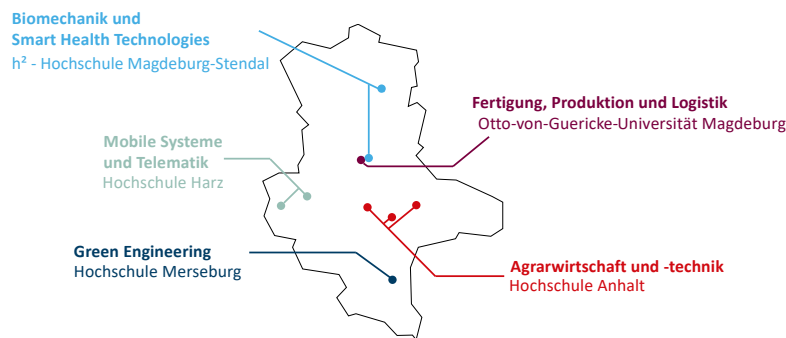 Biomechanik und
Smart Health Technologies
h² - Hochschule Magdeburg-Stendal
Fertigung, Produktion und Logistik
Otto-von-Guericke-Universität Magdeburg
Mobile Systeme
und Telematik
Hochschule Harz
Green Engineering
Hochschule Merseburg
Agrarwirtschaft und -technik
Hochschule Anhalt